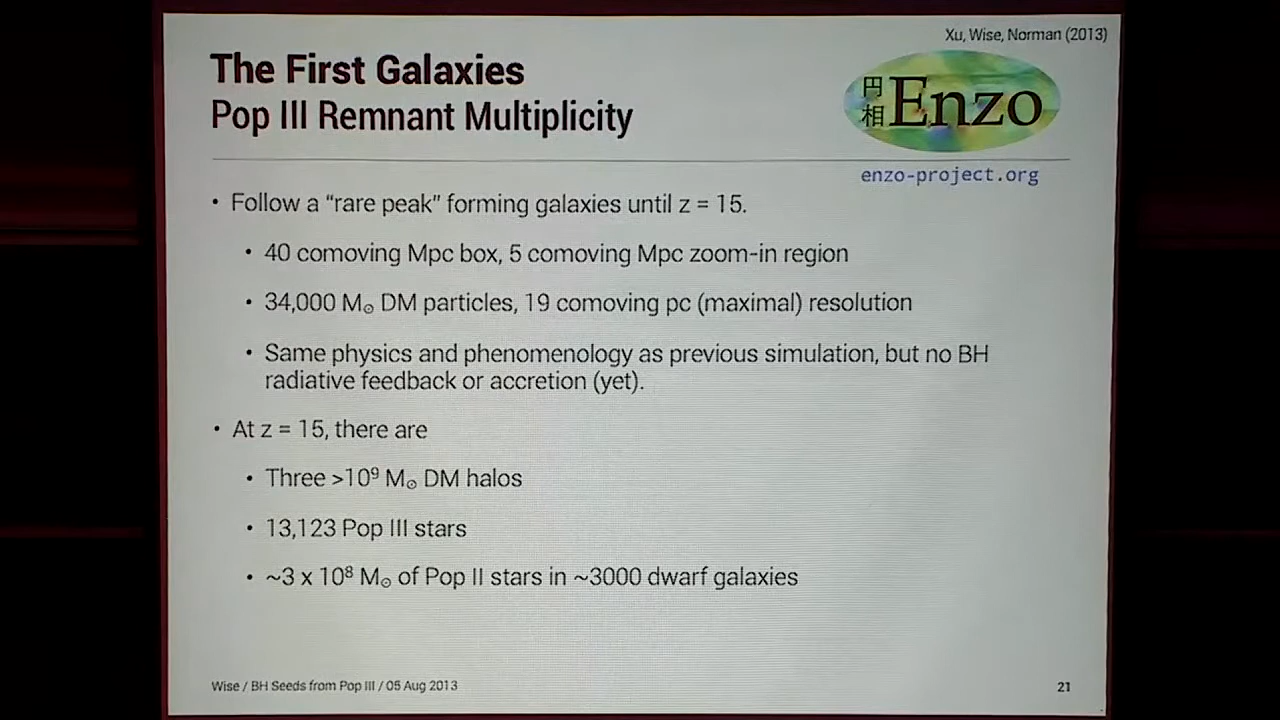 Xu, Wise, Norman (2013)
The First Galaxies
Pop III Remnant Multiplicity
円相 Enzo
enzo-project.org
• Follow a “rare peak” forming galaxies until z = 15.
• 40 comoving Mpc box, 5 comoving Mpc zoom-in region
• 34,000 M⊙ DM particles, 19 comoving pc (maximal) resolution
• Same physics and phenomenology as previous simulation, but no BH
radiative feedback or accretion (yet).
• At z = 15, there are
• Three >10⁹ M⊙ DM halos
• 13,123 Pop III stars
• ~3 x 10⁸ M⊙ of Pop II stars in ~3000 dwarf galaxies
Wise / BH Seeds from Pop III / 05 Aug 2013
21